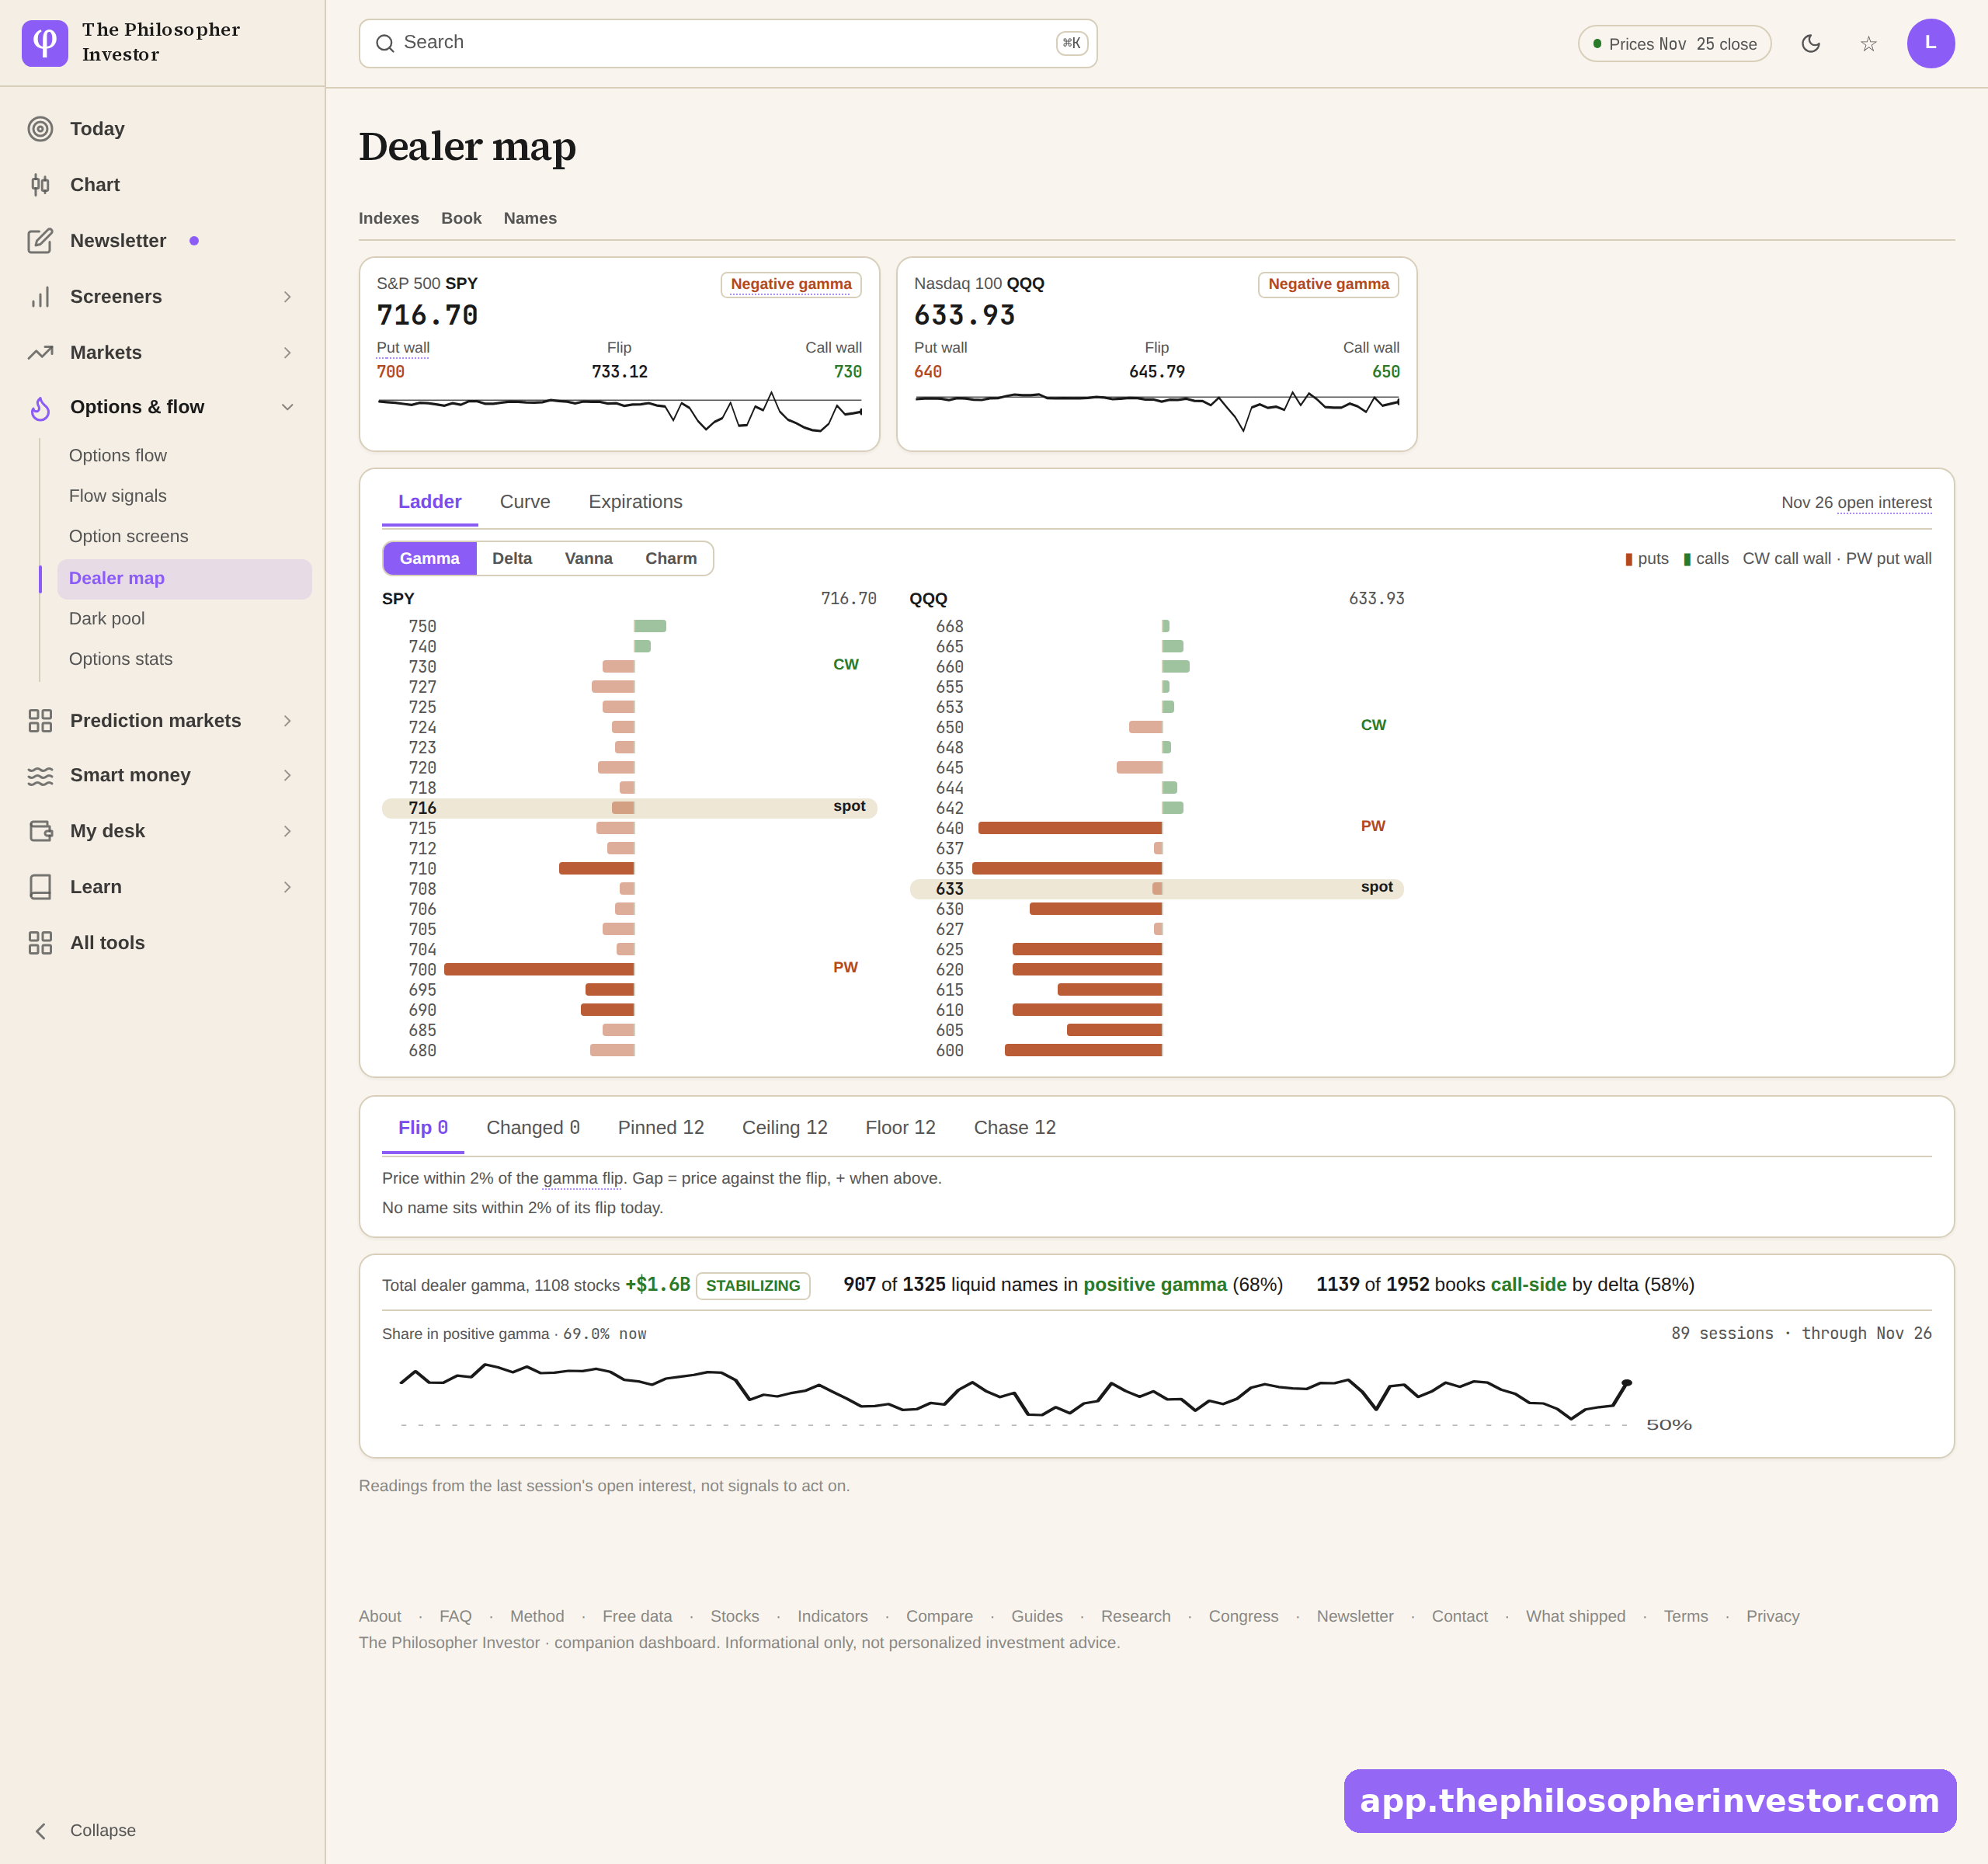 φ
The Philosopher
Investor
Search
⌘K
Prices Nov 25 close
L
Today
Chart
Newsletter
Screeners
Markets
Options & flow
Options flow
Flow signals
Option screens
Dealer map
Dark pool
Options stats
Prediction markets
Smart money
My desk
Learn
All tools
Collapse
Dealer map
Indexes Book Names
S&P 500 SPY Negative gamma
716.70
Put wall Flip Call wall
700 733.12 730
Nasdaq 100 QQQ Negative gamma
633.93
Put wall Flip Call wall
640 645.79 650
Ladder Curve Expirations Nov 26 open interest
Gamma Delta Vanna Charm puts calls CW call wall · PW put wall
SPY 716.70
750
740
730 CW
727
725
724
723
720
718
716 spot
715
712
710
708
706
705
704
700 PW
695
690
685
680
QQQ 633.93
668
665
660
655
653
650 CW
648
645
644
642
640 PW
637
635
633 spot
630
627
625
620
615
610
605
600
Flip 0 Changed 0 Pinned 12 Ceiling 12 Floor 12 Chase 12
Price within 2% of the gamma flip. Gap = price against the flip, + when above.
No name sits within 2% of its flip today.
Total dealer gamma, 1108 stocks +$1.6B STABILIZING 907 of 1325 liquid names in positive gamma (68%) 1139 of 1952 books call-side by delta (58%)
Share in positive gamma · 69.0% now 89 sessions · through Nov 26
50%
Readings from the last session's open interest, not signals to act on.
About · FAQ · Method · Free data · Stocks · Indicators · Compare · Guides · Research · Congress · Newsletter · Contact · What shipped · Terms · Privacy
The Philosopher Investor · companion dashboard. Informational only, not personalized investment advice.
app.thephilosopherinvestor.com